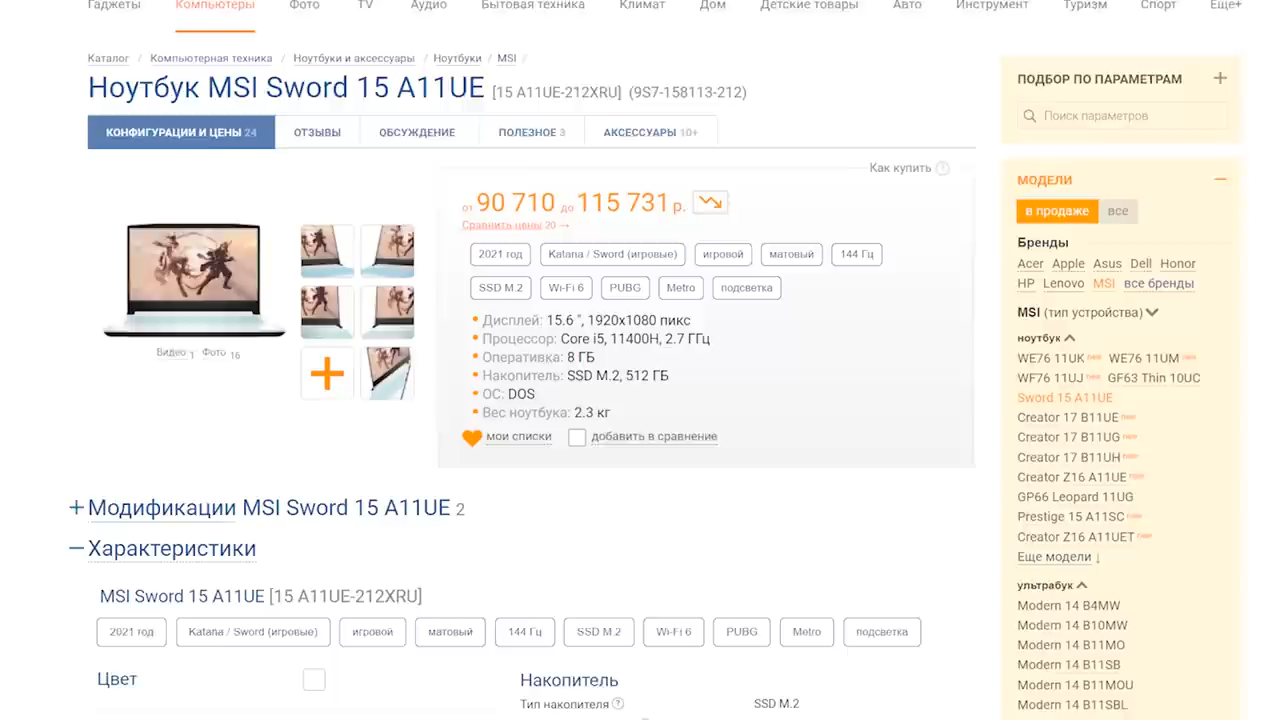 Гаджеты Компьютеры Фото TV Аудио Бытовая техника Климат Дом Детские товары Авто Инструмент Туризм Спорт Еще+
Каталог / Компьютерная техника / Ноутбуки и аксессуары / Ноутбуки / MSI /
Ноутбук MSI Sword 15 A11UE [15 A11UE-212XRU] (9S7-158113-212)
КОНФИГУРАЦИИ И ЦЕНЫ 24 ОТЗЫВЫ ОБСУЖДЕНИЕ ПОЛЕЗНОЕ 3 АКСЕССУАРЫ 10+
Как купить ?
от 90 710 до 115 731 р.
Сравнить цены 20 →
2021 год Katana / Sword (игровые) игровой матовый 144 Гц
SSD M.2 Wi-Fi 6 PUBG Metro подсветка
• Дисплей: 15.6 ", 1920x1080 пикс
• Процессор: Core i5, 11400H, 2.7 ГГц
• Оперативка: 8 ГБ
• Накопитель: SSD M.2, 512 ГБ
• ОС: DOS
• Вес ноутбука: 2.3 кг
мои списки добавить в сравнение
Видео 1 Фото 16
+ Модификации MSI Sword 15 A11UE 2
– Характеристики
MSI Sword 15 A11UE [15 A11UE-212XRU]
2021 год Katana / Sword (игровые) игровой матовый 144 Гц SSD M.2 Wi-Fi 6 PUBG Metro подсветка
Цвет
Накопитель
Тип накопителя ? SSD M.2
ПОДБОР ПО ПАРАМЕТРАМ +
Поиск параметров
МОДЕЛИ –
в продаже все
Бренды
Acer Apple Asus Dell Honor
HP Lenovo MSI все бренды
MSI (тип устройства)
ноутбук
WE76 11UK new WE76 11UM new
WF76 11UJ new GF63 Thin 10UC
Sword 15 A11UE
Creator 17 B11UE new
Creator 17 B11UG new
Creator 17 B11UH new
Creator Z16 A11UE new
GP66 Leopard 11UG
Prestige 15 A11SC new
Creator Z16 A11UET new
Еще модели ↓
ультрабук
Modern 14 B4MW
Modern 14 B10MW
Modern 14 B11MO
Modern 14 B11SB
Modern 14 B11MOU
Modern 14 B11SBL